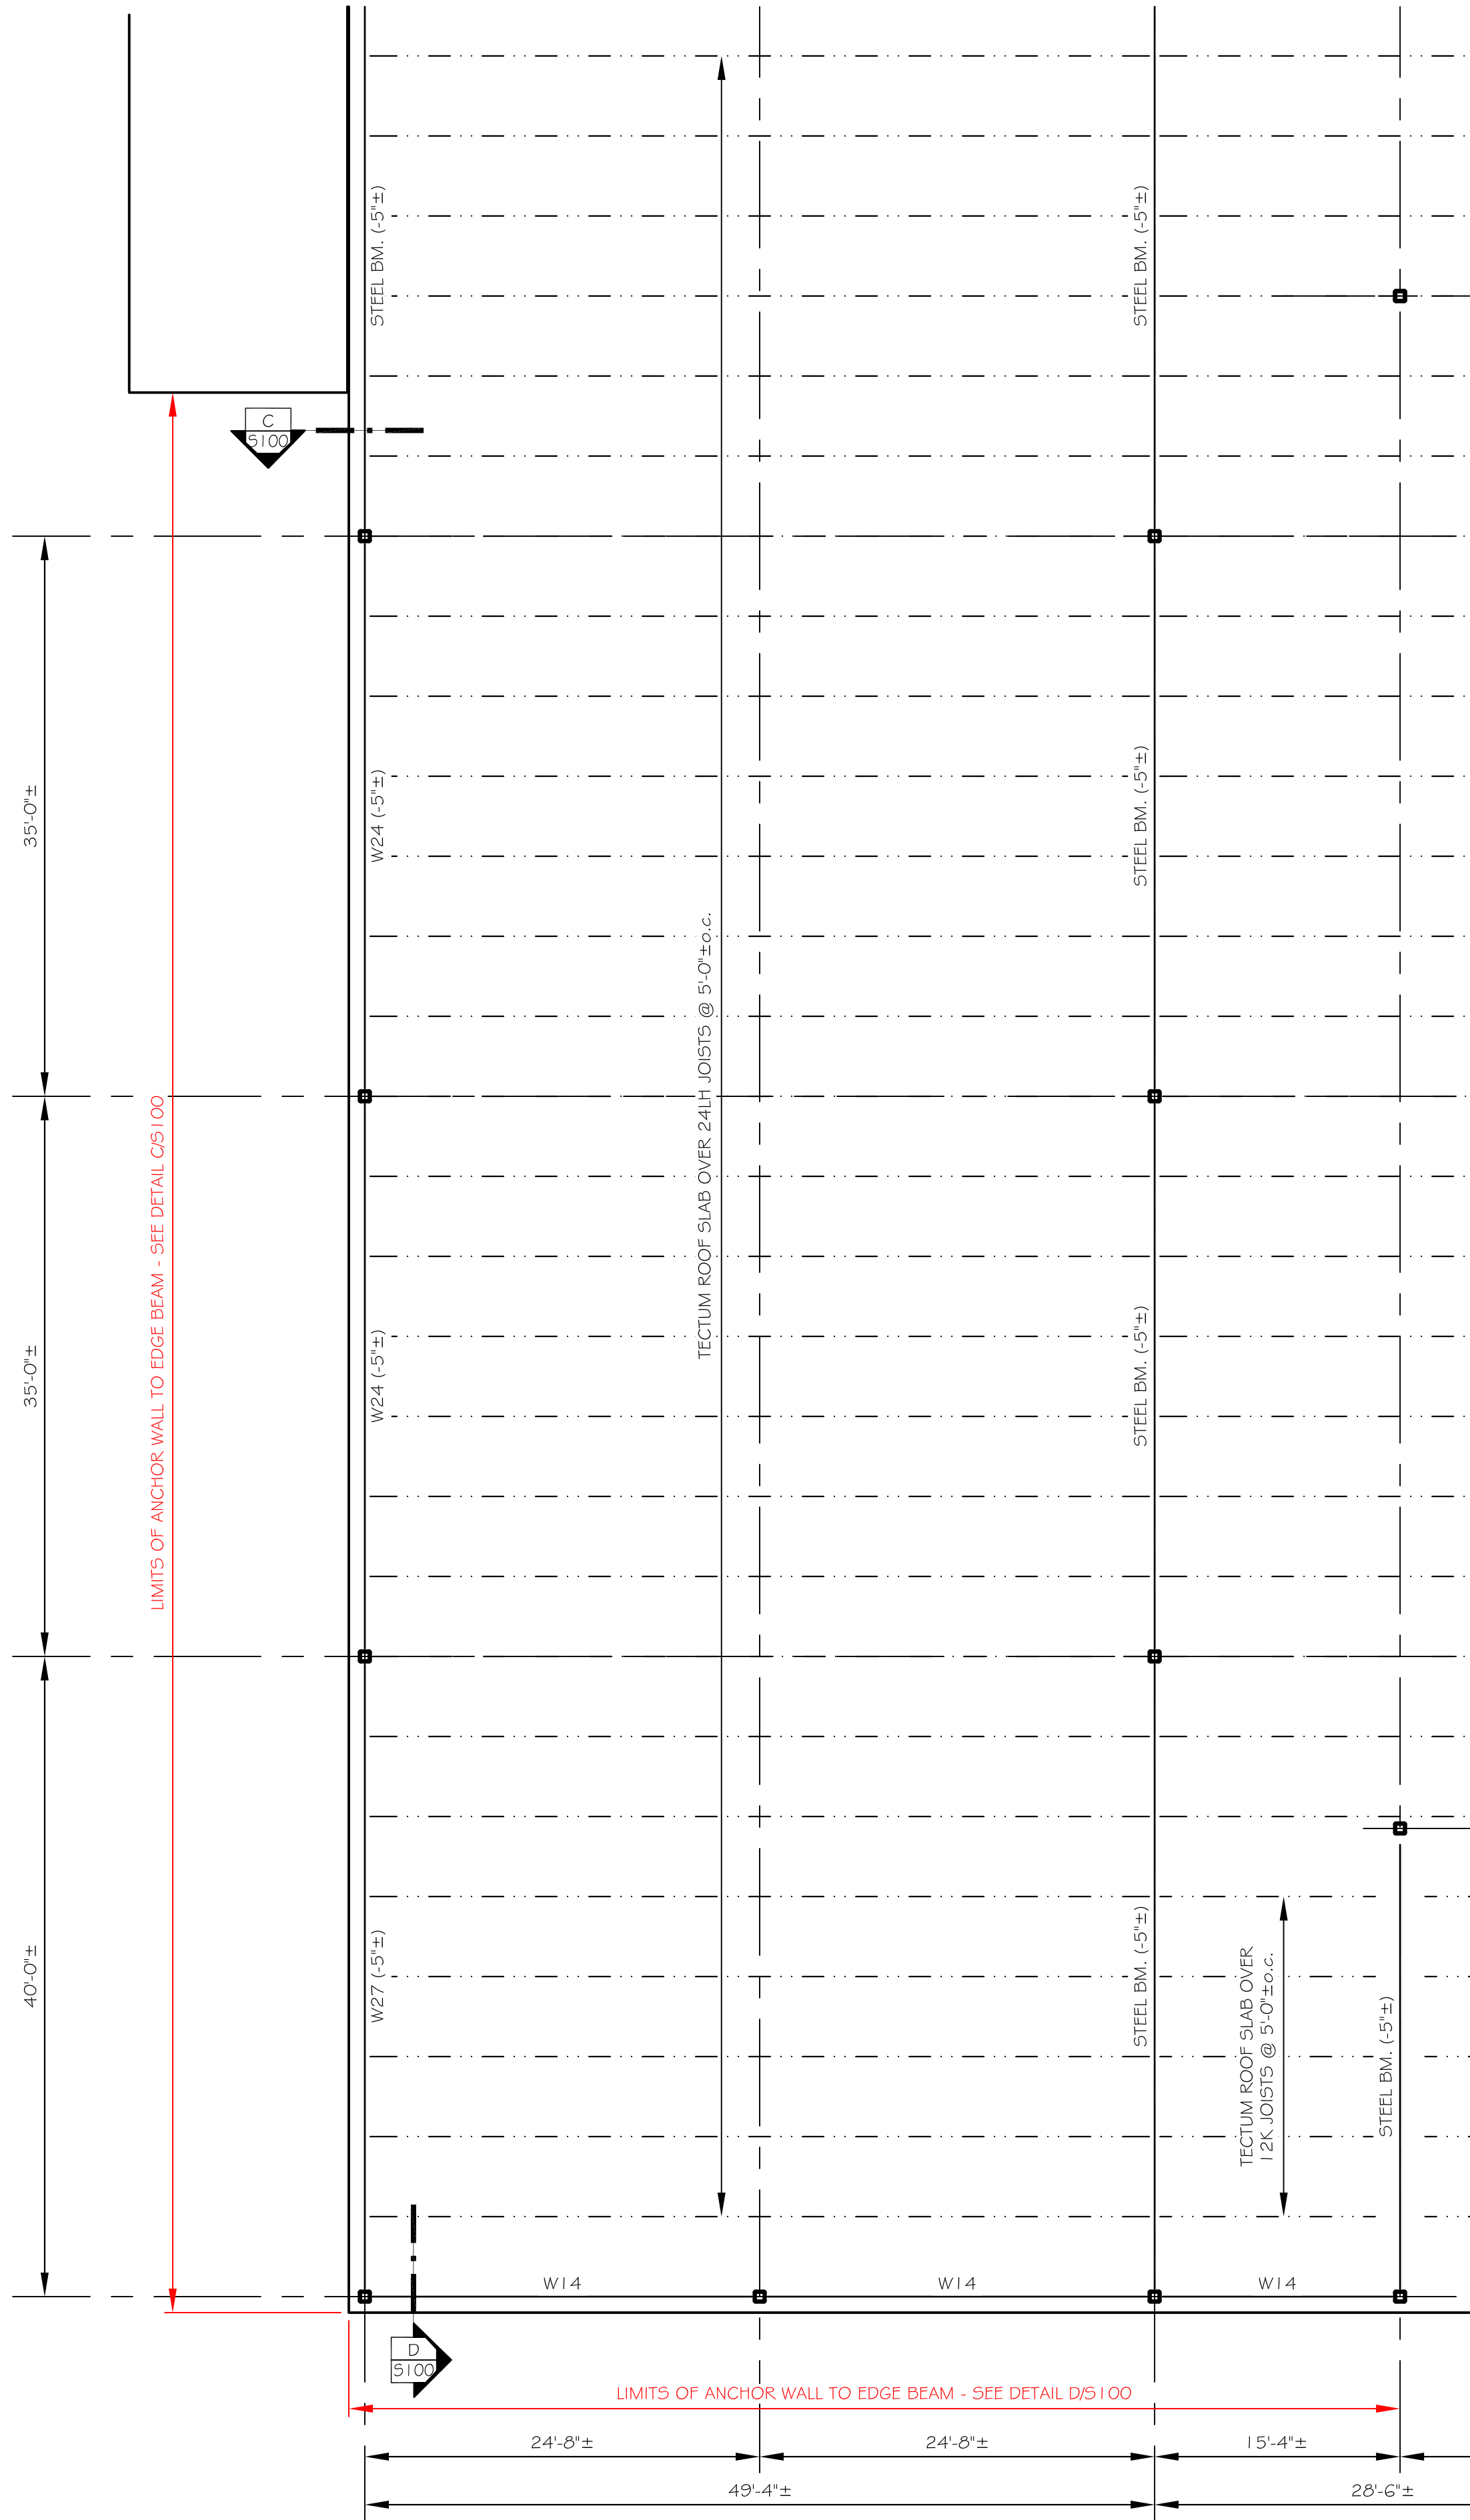 STEEL BM. (-5"±)
STEEL BM. (-5"±)
C
S100
35'-0"±
W24 (-5"±)
STEEL BM. (-5"±)
TECTUM ROOF SLAB OVER 24LH JOISTS @ 5'-0"±o.c.
LIMITS OF ANCHOR WALL TO EDGE BEAM - SEE DETAIL C/S100
35'-0"±
W24 (-5"±)
STEEL BM. (-5"±)
40'-0"±
W27 (-5"±)
STEEL BM. (-5"±)
TECTUM ROOF SLAB OVER
12K JOISTS @ 5'-0"±o.c.
STEEL BM. (-5"±)
W14
W14
W14
D
S100
LIMITS OF ANCHOR WALL TO EDGE BEAM - SEE DETAIL D/S100
24'-8"±
24'-8"±
15'-4"±
49'-4"±
28'-6"±